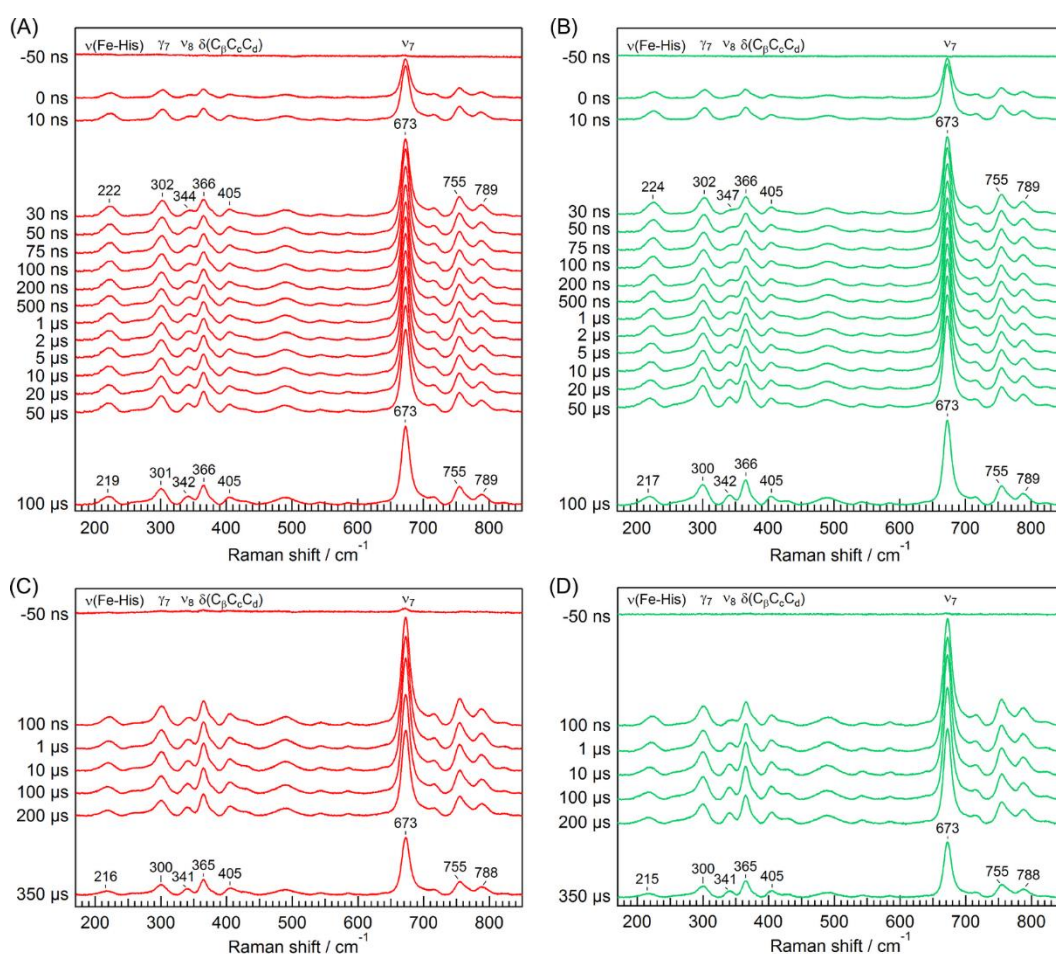 (A)
ν(Fe-His) γ7 ν8 δ(CβCcCd) ν7
-50 ns
0 ns
10 ns
673
222 302 344 366 405 755 789
30 ns
50 ns
75 ns
100 ns
200 ns
500 ns
1 µs
2 µs
5 µs
10 µs
20 µs
50 µs
673
219 301 342 366 405 755 789
100 µs
200 300 400 500 600 700 800
Raman shift / cm-1
(B)
ν(Fe-His) γ7 ν8 δ(CβCcCd) ν7
-50 ns
0 ns
10 ns
673
224 302 347 366 405 755 789
30 ns
50 ns
75 ns
100 ns
200 ns
500 ns
1 µs
2 µs
5 µs
10 µs
20 µs
50 µs
673
217 300 342 366 405 755 789
100 µs
200 300 400 500 600 700 800
Raman shift / cm-1
(C)
ν(Fe-His) γ7 ν8 δ(CβCcCd) ν7
-50 ns
100 ns
1 µs
10 µs
100 µs
200 µs
673
216 300 341 365 405 755 788
350 µs
200 300 400 500 600 700 800
Raman shift / cm-1
(D)
ν(Fe-His) γ7 ν8 δ(CβCcCd) ν7
-50 ns
100 ns
1 µs
10 µs
100 µs
200 µs
673
215 300 341 365 405 755 788
350 µs
200 300 400 500 600 700 800
Raman shift / cm-1